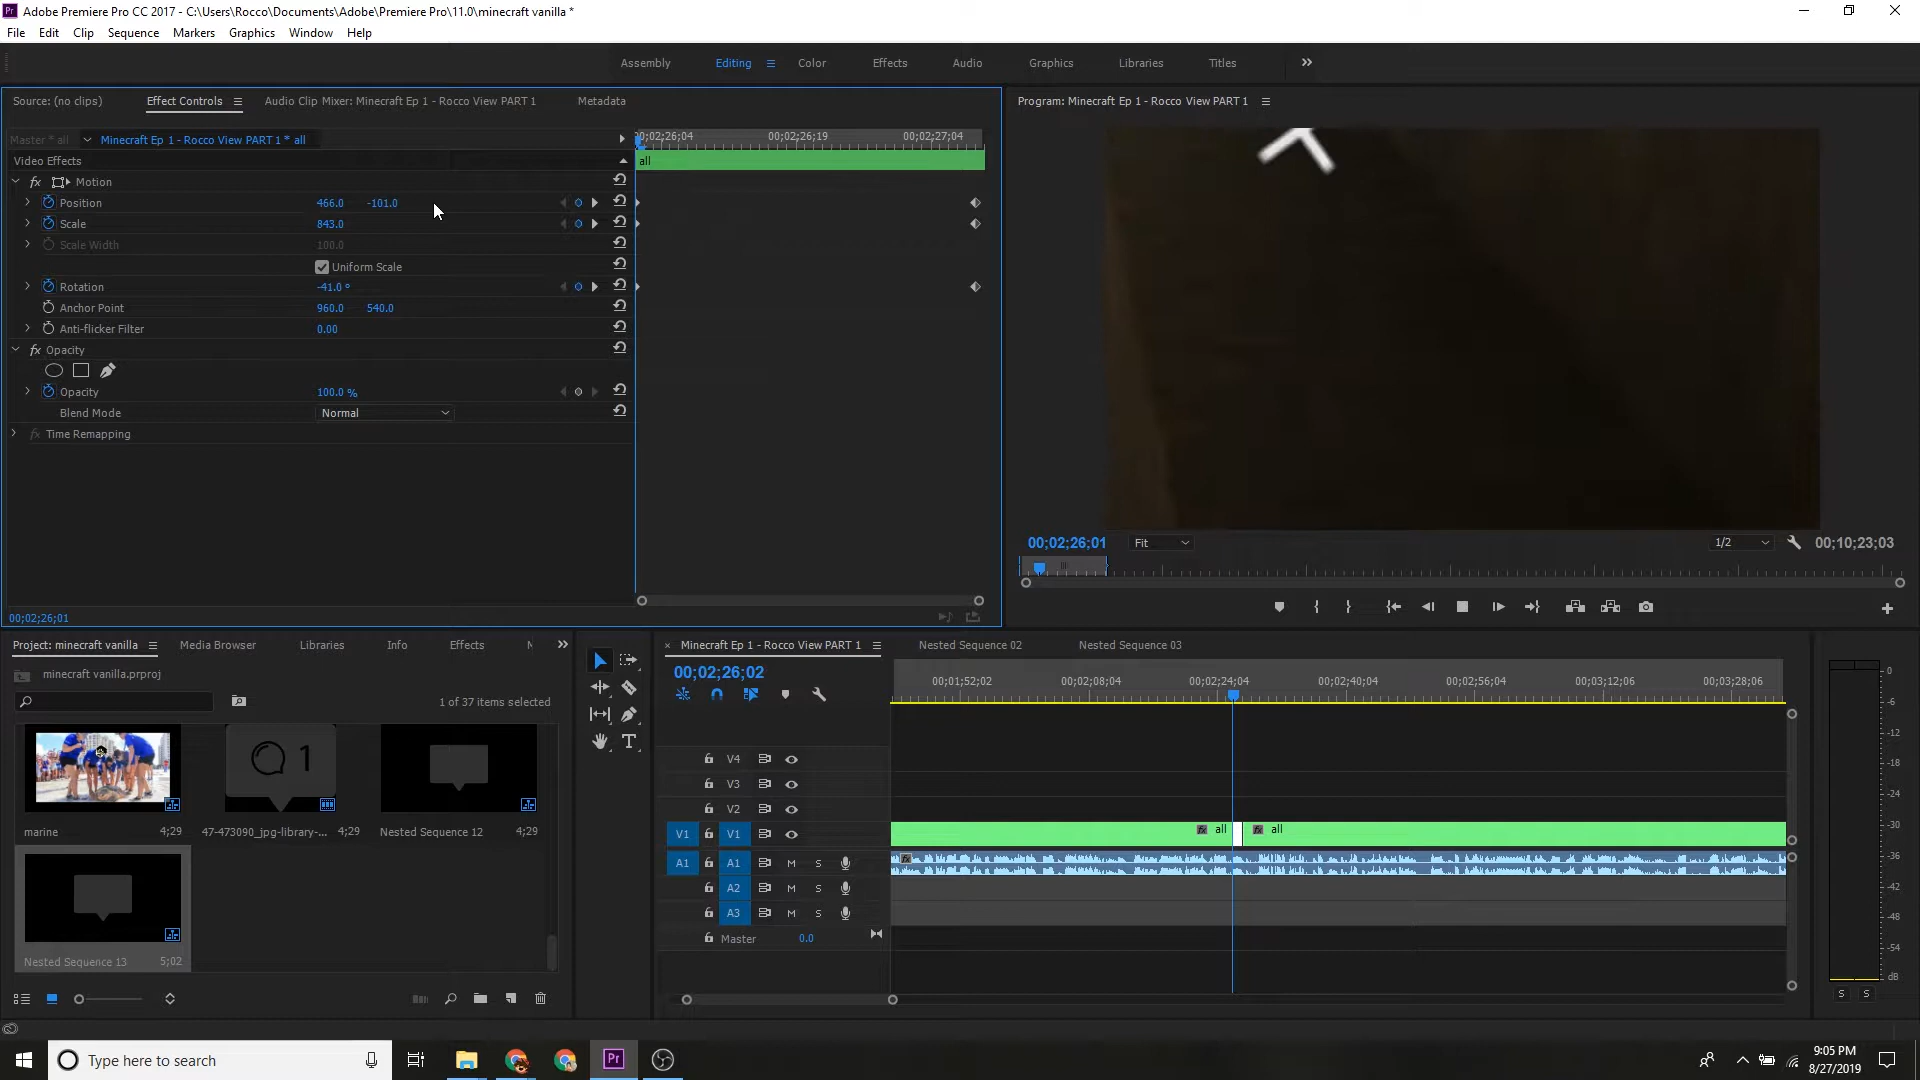 Pr Adobe Premiere Pro CC 2017 - C:\Users\Rocco\Documents\Adobe\Premiere Pro\11.0\minecraft vanilla *
File Edit Clip Sequence Markers Graphics Window Help
Assembly Editing Color Effects Audio Graphics Libraries Titles
Source: (no clips) Effect Controls Audio Clip Mixer: Minecraft Ep 1 - Rocco View PART 1 Metadata
Program: Minecraft Ep 1 - Rocco View PART 1
Master * all Minecraft Ep 1 - Rocco View PART 1 * all
00;02;26;04 00;02;26;19 00;02;27;04
Video Effects
all
fx Motion
Position 466.0 -101.0
Scale 843.0
Scale Width 100.0
Uniform Scale
Rotation -41.0 °
Anchor Point 960.0 540.0
Anti-flicker Filter 0.00
fx Opacity
Opacity 100.0 %
Blend Mode Normal
fx Time Remapping
00;02;26;01
00;02;26;01 Fit 1/2 00;10;23;03
Project: minecraft vanilla Media Browser Libraries Info Effects
minecraft vanilla.prproj
1 of 37 items selected
1
marine 4;29
47-473090_jpg-library-... 4;29
Nested Sequence 12 4;29
Nested Sequence 13 5;02
Minecraft Ep 1 - Rocco View PART 1 Nested Sequence 02 Nested Sequence 03
00;02;26;02
00;01;52;02 00;02;08;04 00;02;24;04 00;02;40;04 00;02;56;04 00;03;12;06 00;03;28;06
V4
V3
V2
V1 V1 fx all fx all
A1 A1 M S fx
A2 M S
A3 M S
Master 0.0
0
-6
-12
-18
-24
-30
-36
-42
-48
-54
dB
S S
Type here to search
Pr
9:05 PM
8/27/2019